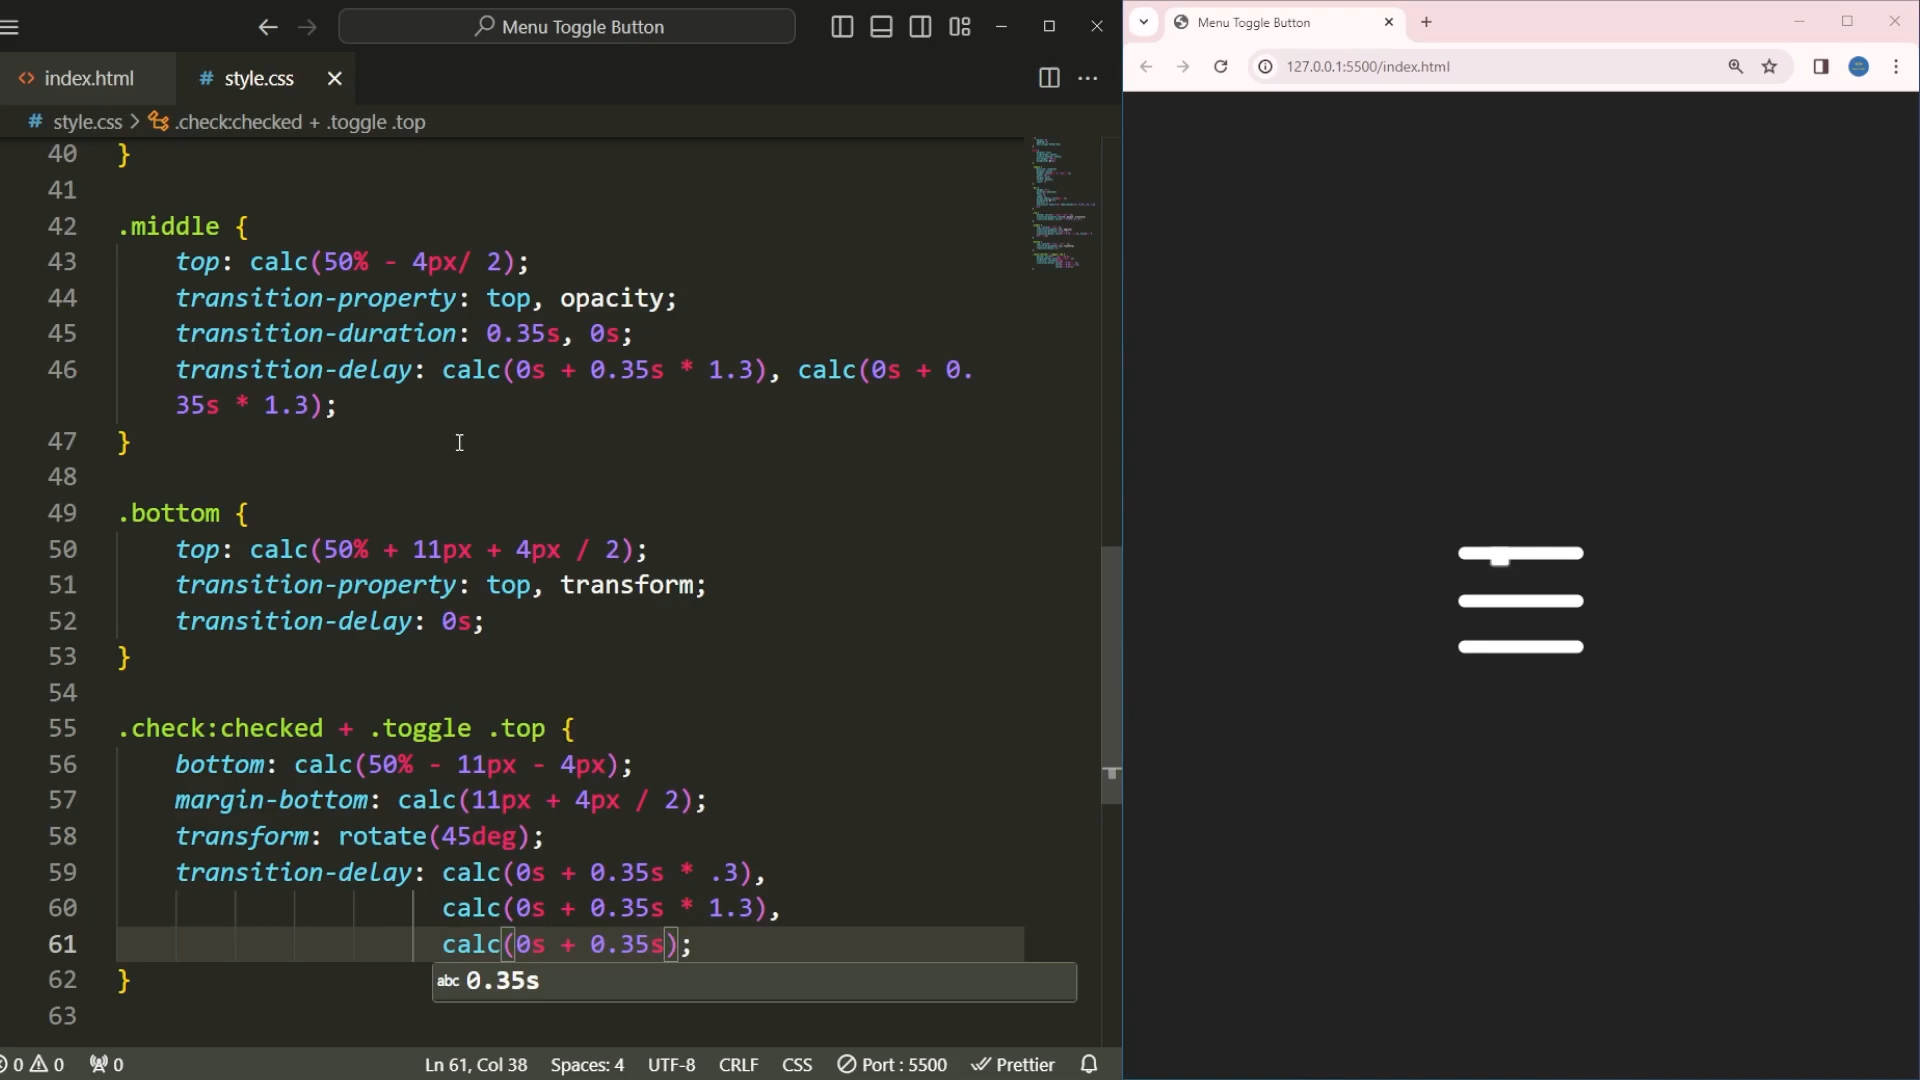 Menu Toggle Button
index.html
# style.css
# style.css > .check:checked + .toggle .top
40 }
41
42 .middle {
43 top: calc(50% - 4px/ 2);
44 transition-property: top, opacity;
45 transition-duration: 0.35s, 0s;
46 transition-delay: calc(0s + 0.35s * 1.3), calc(0s + 0.
35s * 1.3);
47 }
48
49 .bottom {
50 top: calc(50% + 11px + 4px / 2);
51 transition-property: top, transform;
52 transition-delay: 0s;
53 }
54
55 .check:checked + .toggle .top {
56 bottom: calc(50% - 11px - 4px);
57 margin-bottom: calc(11px + 4px / 2);
58 transform: rotate(45deg);
59 transition-delay: calc(0s + 0.35s * .3),
60 calc(0s + 0.35s * 1.3),
61 calc(0s + 0.35s);
abc 0.35s
62 }
63
0 0 0 Ln 61, Col 38 Spaces: 4 UTF-8 CRLF CSS Port : 5500 Prettier
Menu Toggle Button
127.0.0.1:5500/index.html